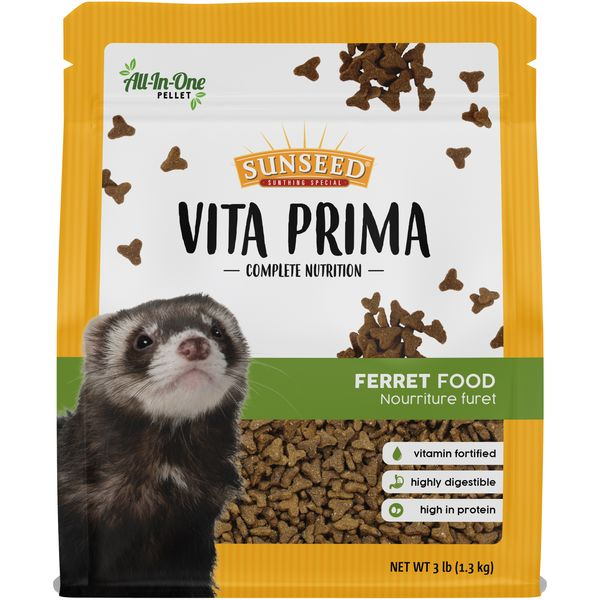 All-In-One
PELLET
SUNSEED®
SUNTHING SPECIAL
VITA PRIMA
— COMPLETE NUTRITION —
FERRET FOOD
Nourriture furet
vitamin fortified
highly digestible
high in protein
NET WT 3 lb (1.3 kg)